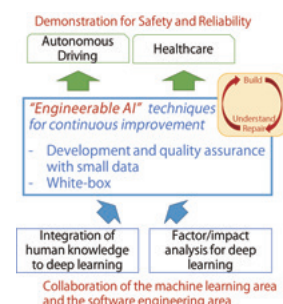 Demonstration for Safety and Reliability
Autonomous
Driving
Healthcare
"Engineerable AI" techniques
for continuous improvement
- Development and quality assurance
with small data
- White-box
Build
Understand
Repair
Integration of
human knowledge
to deep learning
Factor/impact
analysis for deep
learning
Collaboration of the machine learning area
and the software engineering area